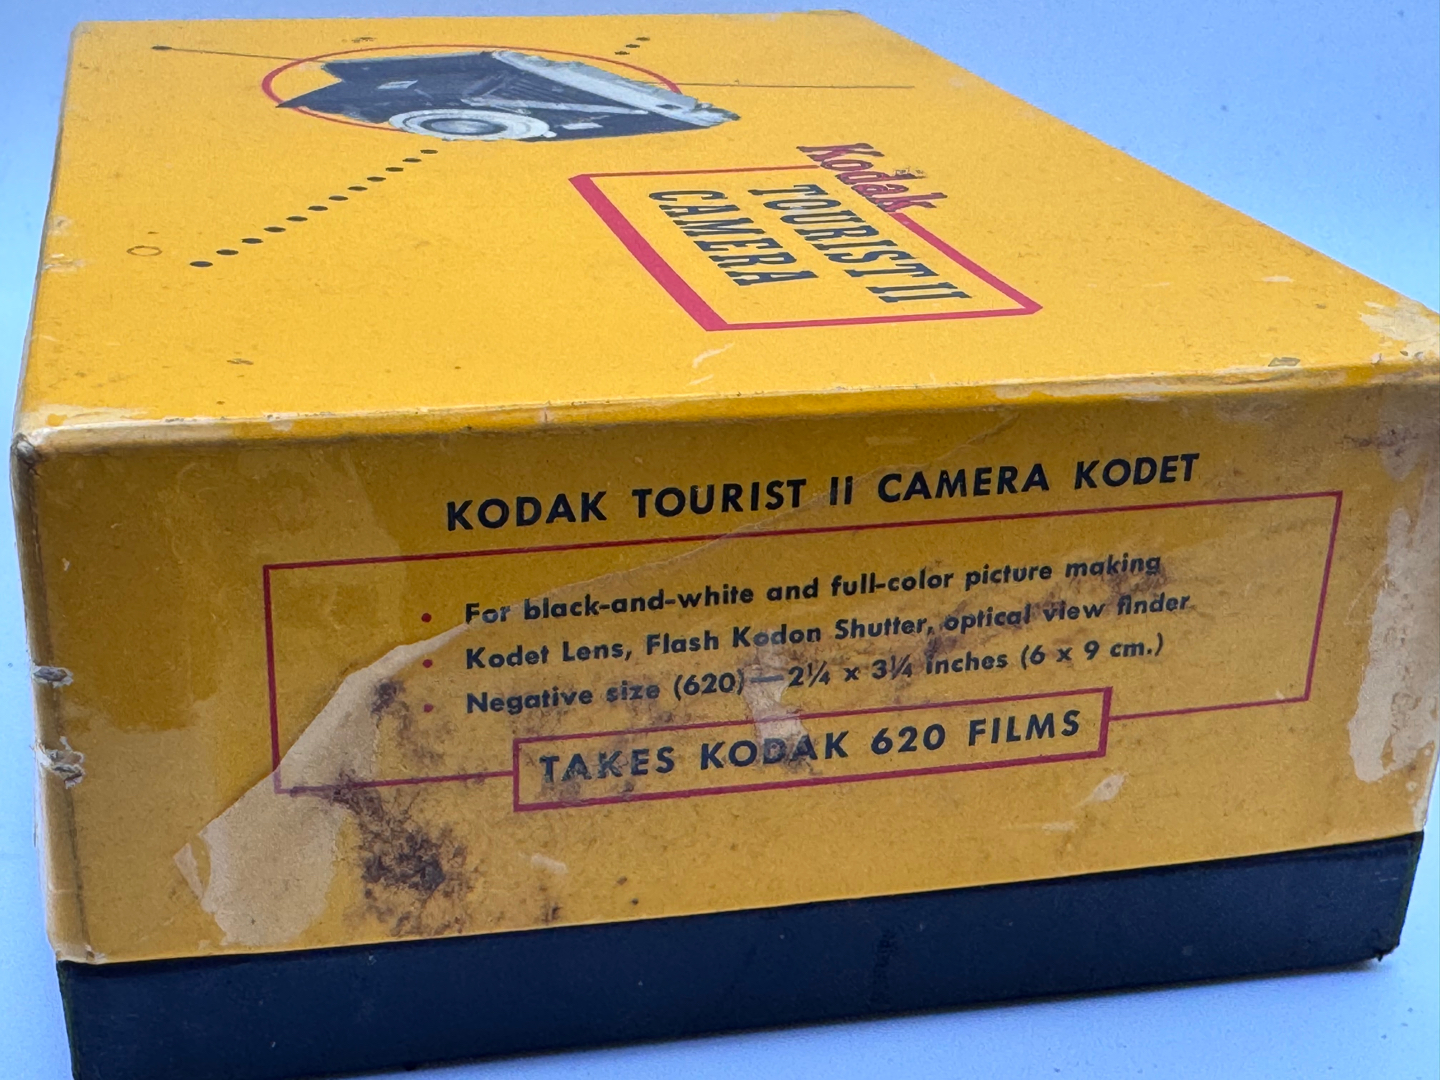 Kodak
TOURIST II
CAMERA
KODAK TOURIST II CAMERA KODET
• For black-and-white and full-color picture making
• Kodet Lens, Flash Kodon Shutter, optical view finder
• Negative size (620)—2¼ x 3¼ inches (6 x 9 cm.)
TAKES KODAK 620 FILMS